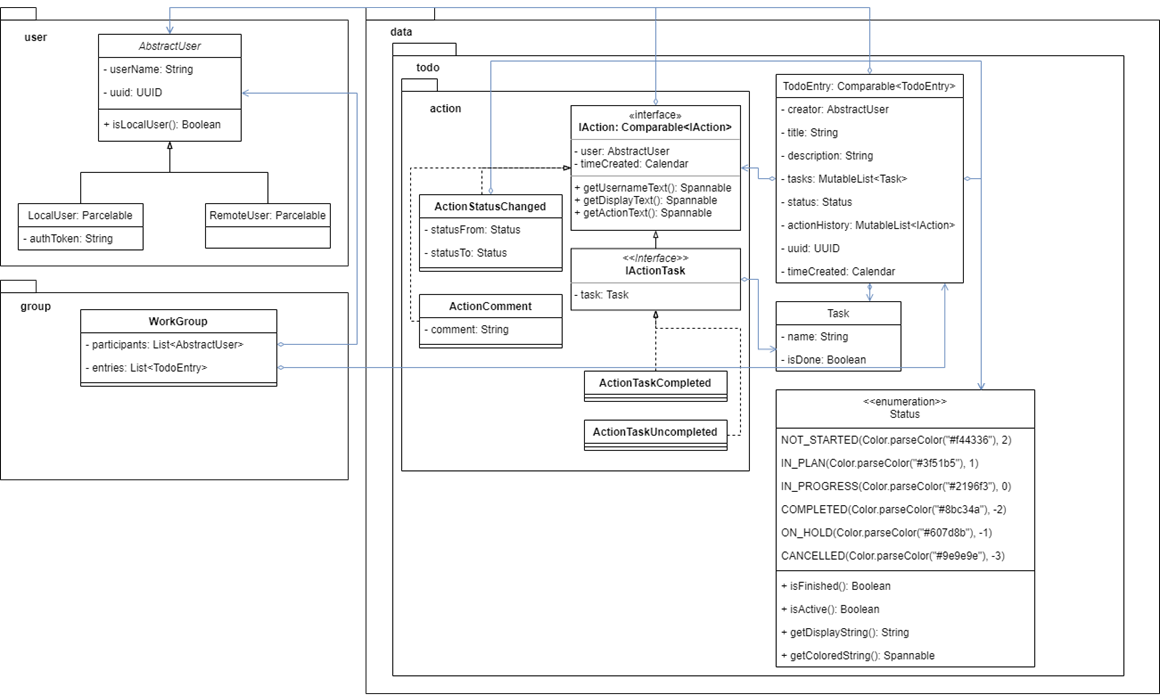 user
AbstractUser
- userName: String
- uuid: UUID
+ isLocalUser(): Boolean
LocalUser: Parcelable
- authToken: String
RemoteUser: Parcelable
group
WorkGroup
- participants: List<AbstractUser>
- entries: List<TodoEntry>
data
todo
action
«interface»
IAction: Comparable<IAction>
- user: AbstractUser
- timeCreated: Calendar
+ getUsernameText(): Spannable
+ getDisplayText(): Spannable
+ getActionText(): Spannable
ActionStatusChanged
- statusFrom: Status
- statusTo: Status
<<Interface>>
IActionTask
- task: Task
ActionComment
- comment: String
ActionTaskCompleted
ActionTaskUncompleted
TodoEntry: Comparable<TodoEntry>
- creator: AbstractUser
- title: String
- description: String
- tasks: MutableList<Task>
- status: Status
- actionHistory: MutableList<IAction>
- uuid: UUID
- timeCreated: Calendar
Task
- name: String
- isDone: Boolean
<<enumeration>>
Status
NOT_STARTED(Color.parseColor("#f44336"), 2)
IN_PLAN(Color.parseColor("#3f51b5"), 1)
IN_PROGRESS(Color.parseColor("#2196f3"), 0)
COMPLETED(Color.parseColor("#8bc34a"), -2)
ON_HOLD(Color.parseColor("#607d8b"), -1)
CANCELLED(Color.parseColor("#9e9e9e"), -3)
+ isFinished(): Boolean
+ isActive(): Boolean
+ getDisplayString(): String
+ getColoredString(): Spannable